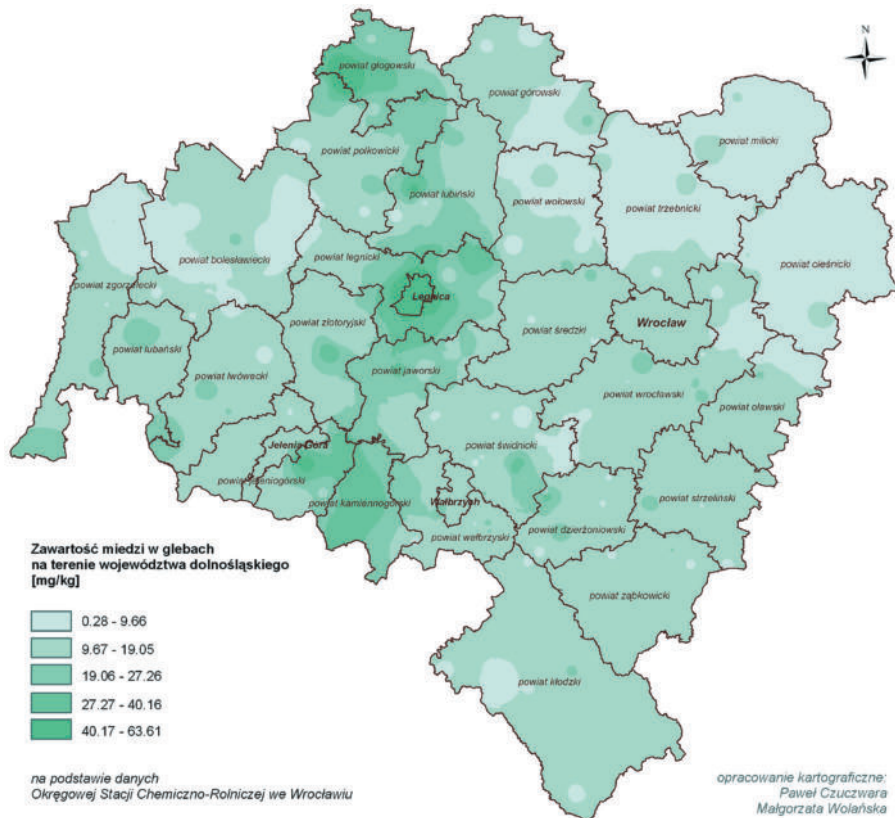 N
powiat głogowski
powiat górowski
powiat milicki
powiat polkowicki
powiat lubiński
powiat wołowski
powiat trzebnicki
powiat bolesławiecki
powiat legnicki
powiat oleśnicki
powiat zgorzelecki
Legnica
powiat złotoryjski
Wrocław
powiat średzki
powiat lubański
powiat lwówecki
powiat jaworski
powiat wrocławski
powiat oławski
Jelenia Góra
powiat świdnicki
powiat jeleniogórski
powiat kamiennogórski
Wałbrzych
powiat strzeliński
powiat dzierżoniowski
powiat wałbrzyski
powiat ząbkowicki
powiat kłodzki
Zawartość miedzi w glebach
na terenie województwa dolnośląskiego
[mg/kg]
0.28 - 9.66
9.67 - 19.05
19.06 - 27.26
27.27 - 40.16
40.17 - 63.61
na podstawie danych
Okręgowej Stacji Chemiczno-Rolniczej we Wrocławiu
opracowanie kartograficzne:
Paweł Czuczwara
Małgorzata Wolańska